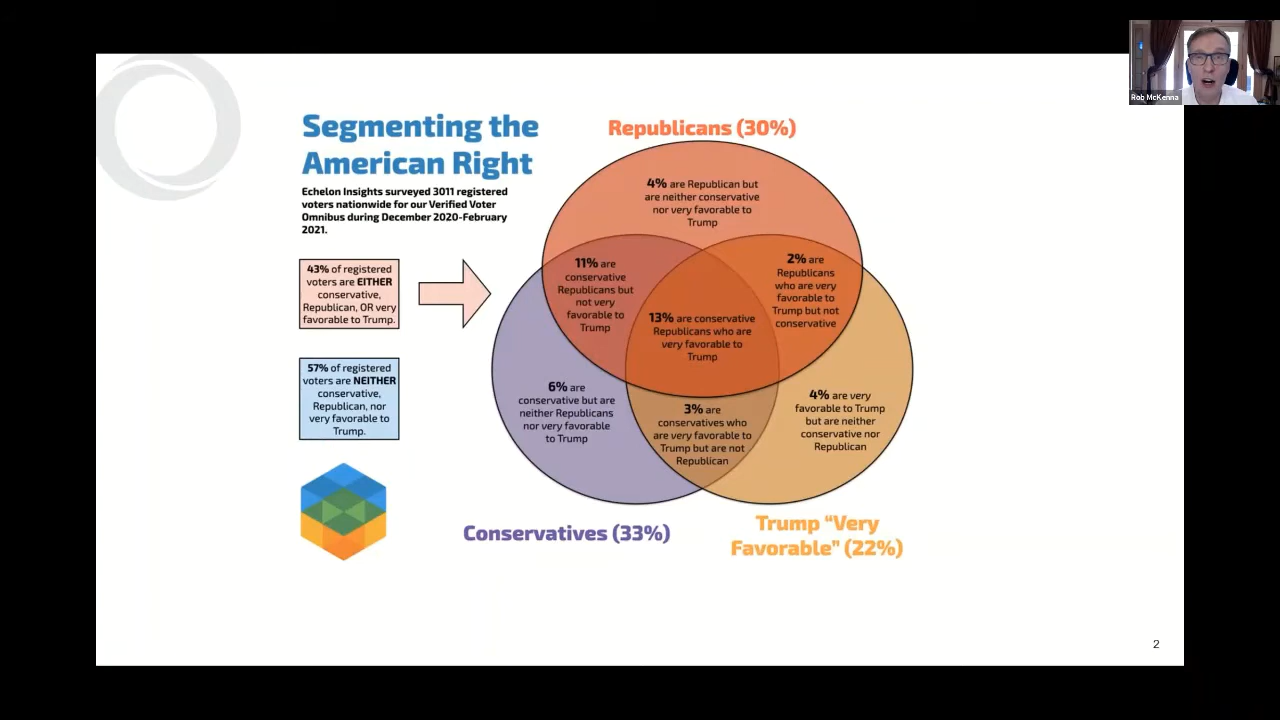 Rob McKenna
Segmenting the
American Right
Echelon Insights surveyed 3011 registered
voters nationwide for our Verified Voter
Omnibus during December 2020-February
2021.
43% of registered
voters are EITHER
conservative,
Republican, OR very
favorable to Trump.
57% of registered
voters are NEITHER
conservative,
Republican, nor
very favorable to
Trump.
Republicans (30%)
4% are Republican but
are neither conservative
nor very favorable to
Trump
11% are
conservative
Republicans but
not very
favorable to
Trump
2% are
Republicans
who are very
favorable to
Trump but not
conservative
13% are conservative
Republicans who are
very favorable to
Trump
6% are
conservative but are
neither Republicans
nor very favorable
to Trump
3% are
conservatives who
are very favorable to
Trump but are not
Republican
4% are very
favorable to Trump
but are neither
conservative nor
Republican
Conservatives (33%)
Trump “Very
Favorable” (22%)
2